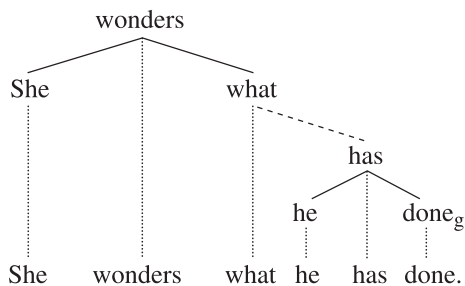 wonders
She what
has
he done_g
She wonders what he has done.